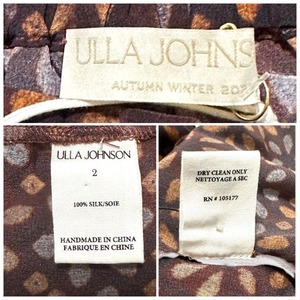 ULLA JOHNS
AUTUMN WINTER 202
ULLA JOHNSON
2
100% SILK/SOIE
HANDMADE IN CHINA
FABRIQUE EN CHINE
DRY CLEAN ONLY
NETTOYAGE A SEC
RN # 105177